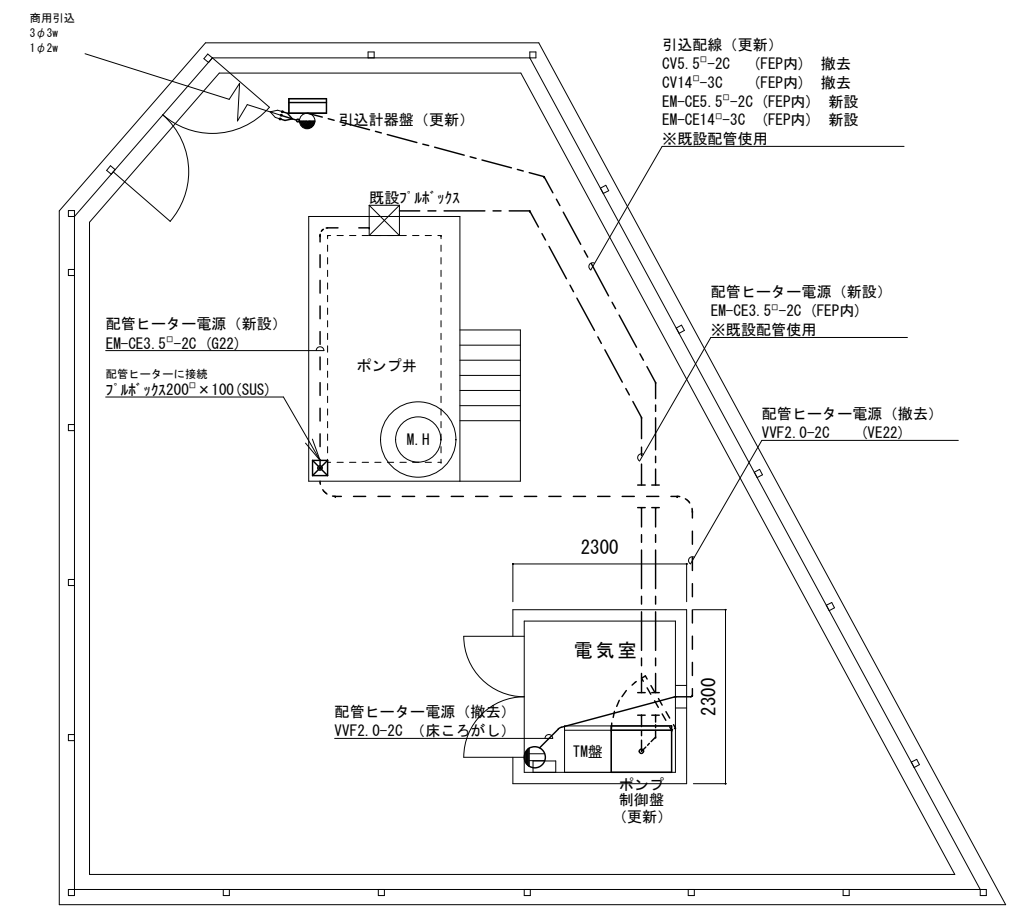 商用引込
3φ3w
1φ2w
引込配線（更新）
CV5.5□-2C （FEP内） 撤去
CV14□-3C （FEP内） 撤去
EM-CE5.5□-2C（FEP内） 新設
EM-CE14□-3C（FEP内） 新設
※既設配管使用
引込計器盤（更新）
既設ﾌﾟﾙﾎﾞｯｸｽ
配管ヒーター電源（新設）
EM-CE3.5□-2C（FEP内）
※既設配管使用
配管ヒーター電源（新設）
EM-CE3.5□-2C（G22）
ポンプ井
配管ヒーターに接続
ﾌﾟﾙﾎﾞｯｸｽ200□×100(SUS)
M.H
配管ヒーター電源（撤去）
VVF2.0-2C （VE22）
2300
電気室
2300
配管ヒーター電源（撤去）
VVF2.0-2C （床ころがし）
TM盤
ポンプ
制御盤
（更新）